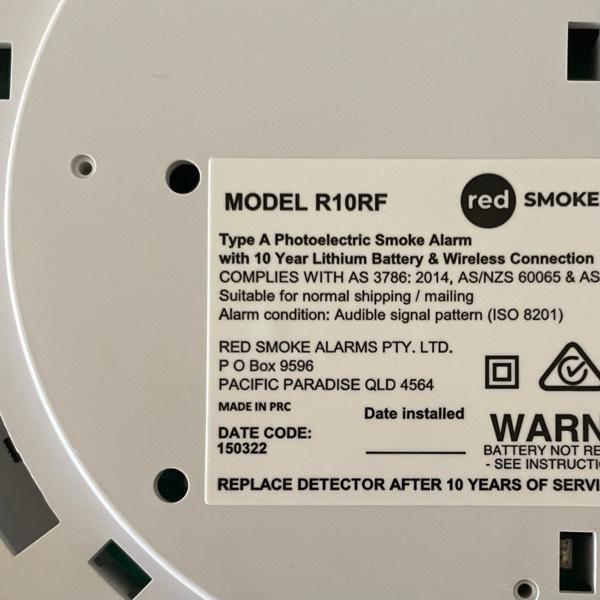 MODEL R10RF
red SMOKE
Type A Photoelectric Smoke Alarm
with 10 Year Lithium Battery & Wireless Connection
COMPLIES WITH AS 3786: 2014, AS/NZS 60065 & AS
Suitable for normal shipping / mailing
Alarm condition: Audible signal pattern (ISO 8201)
RED SMOKE ALARMS PTY. LTD.
P O Box 9596
PACIFIC PARADISE QLD 4564
MADE IN PRC
Date installed
DATE CODE:
150322
WARN
BATTERY NOT RE
- SEE INSTRUCTI
REPLACE DETECTOR AFTER 10 YEARS OF SERVI